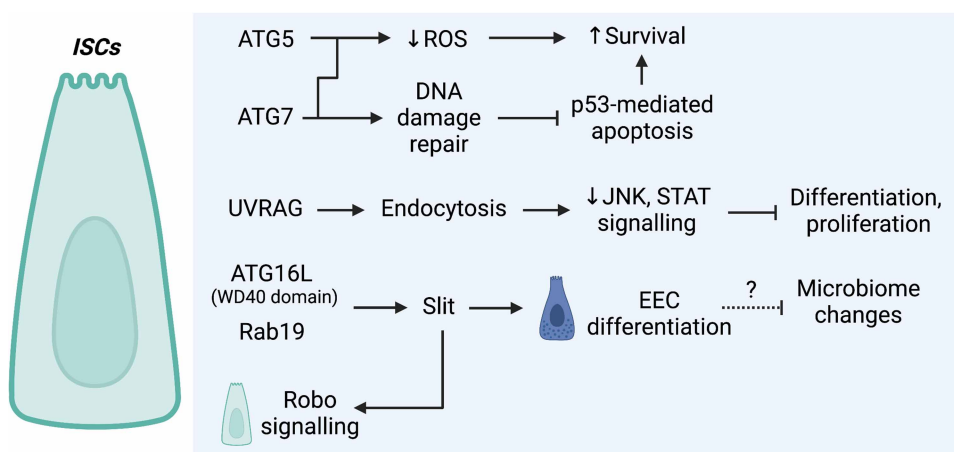 ISCs
ATG5
↓ROS
↑Survival
ATG7
DNA
damage
repair
p53-mediated
apoptosis
UVRAG
Endocytosis
↓JNK, STAT
signalling
Differentiation,
proliferation
ATG16L
(WD40 domain)
Rab19
Slit
EEC
differentiation
?
Microbiome
changes
Robo
signalling